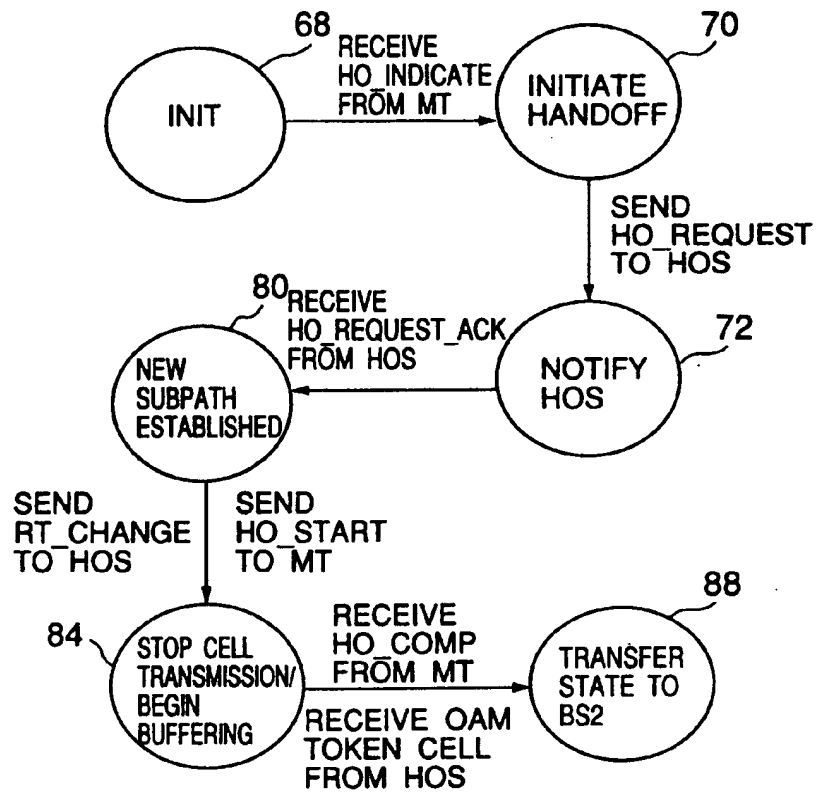 68
INIT
RECEIVE
HO_INDICATE
FROM MT
70
INITIATE
HANDOFF
SEND
HO_REQUEST
TO HOS
72
NOTIFY
HOS
RECEIVE
HO_REQUEST_ACK
FROM HOS
80
NEW
SUBPATH
ESTABLISHED
SEND
RT_CHANGE
TO HOS
SEND
HO_START
TO MT
84
STOP CELL
TRANSMISSION/
BEGIN
BUFFERING
RECEIVE
HO_COMP
FROM MT
RECEIVE OAM
TOKEN CELL
FROM HOS
88
TRANSFER
STATE TO
BS2